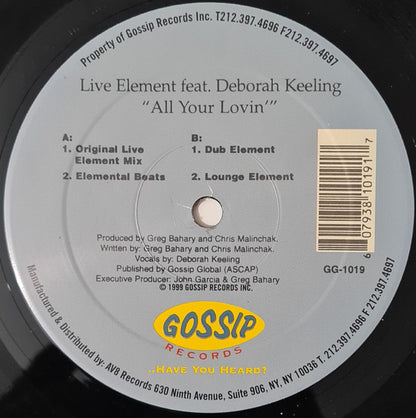 Property of Gossip Records Inc. T212.397.4696 F212.397.4697
Live Element feat. Deborah Keeling
“All Your Lovin’”
A:
1. Original Live
Element Mix
2. Elemental Beats
B:
1. Dub Element
2. Lounge Element
6 07938 10191 7
GG-1019
Produced by Greg Bahary and Chris Malinchak.
Written by: Greg Bahary and Chris Malinchak.
Vocals by: Deborah Keeling
Published by Gossip Global (ASCAP)
Executive Producer: John Garcia & Greg Bahary
© 1999 GOSSIP RECORDS INC.
GOSSIP
RECORDS
..HAVE YOU HEARD?
Manufactured & Distributed by: AV8 Records 630 Ninth Avenue, Suite 906, NY, NY 10036 T. 212.397.4696 F. 212.397.4697